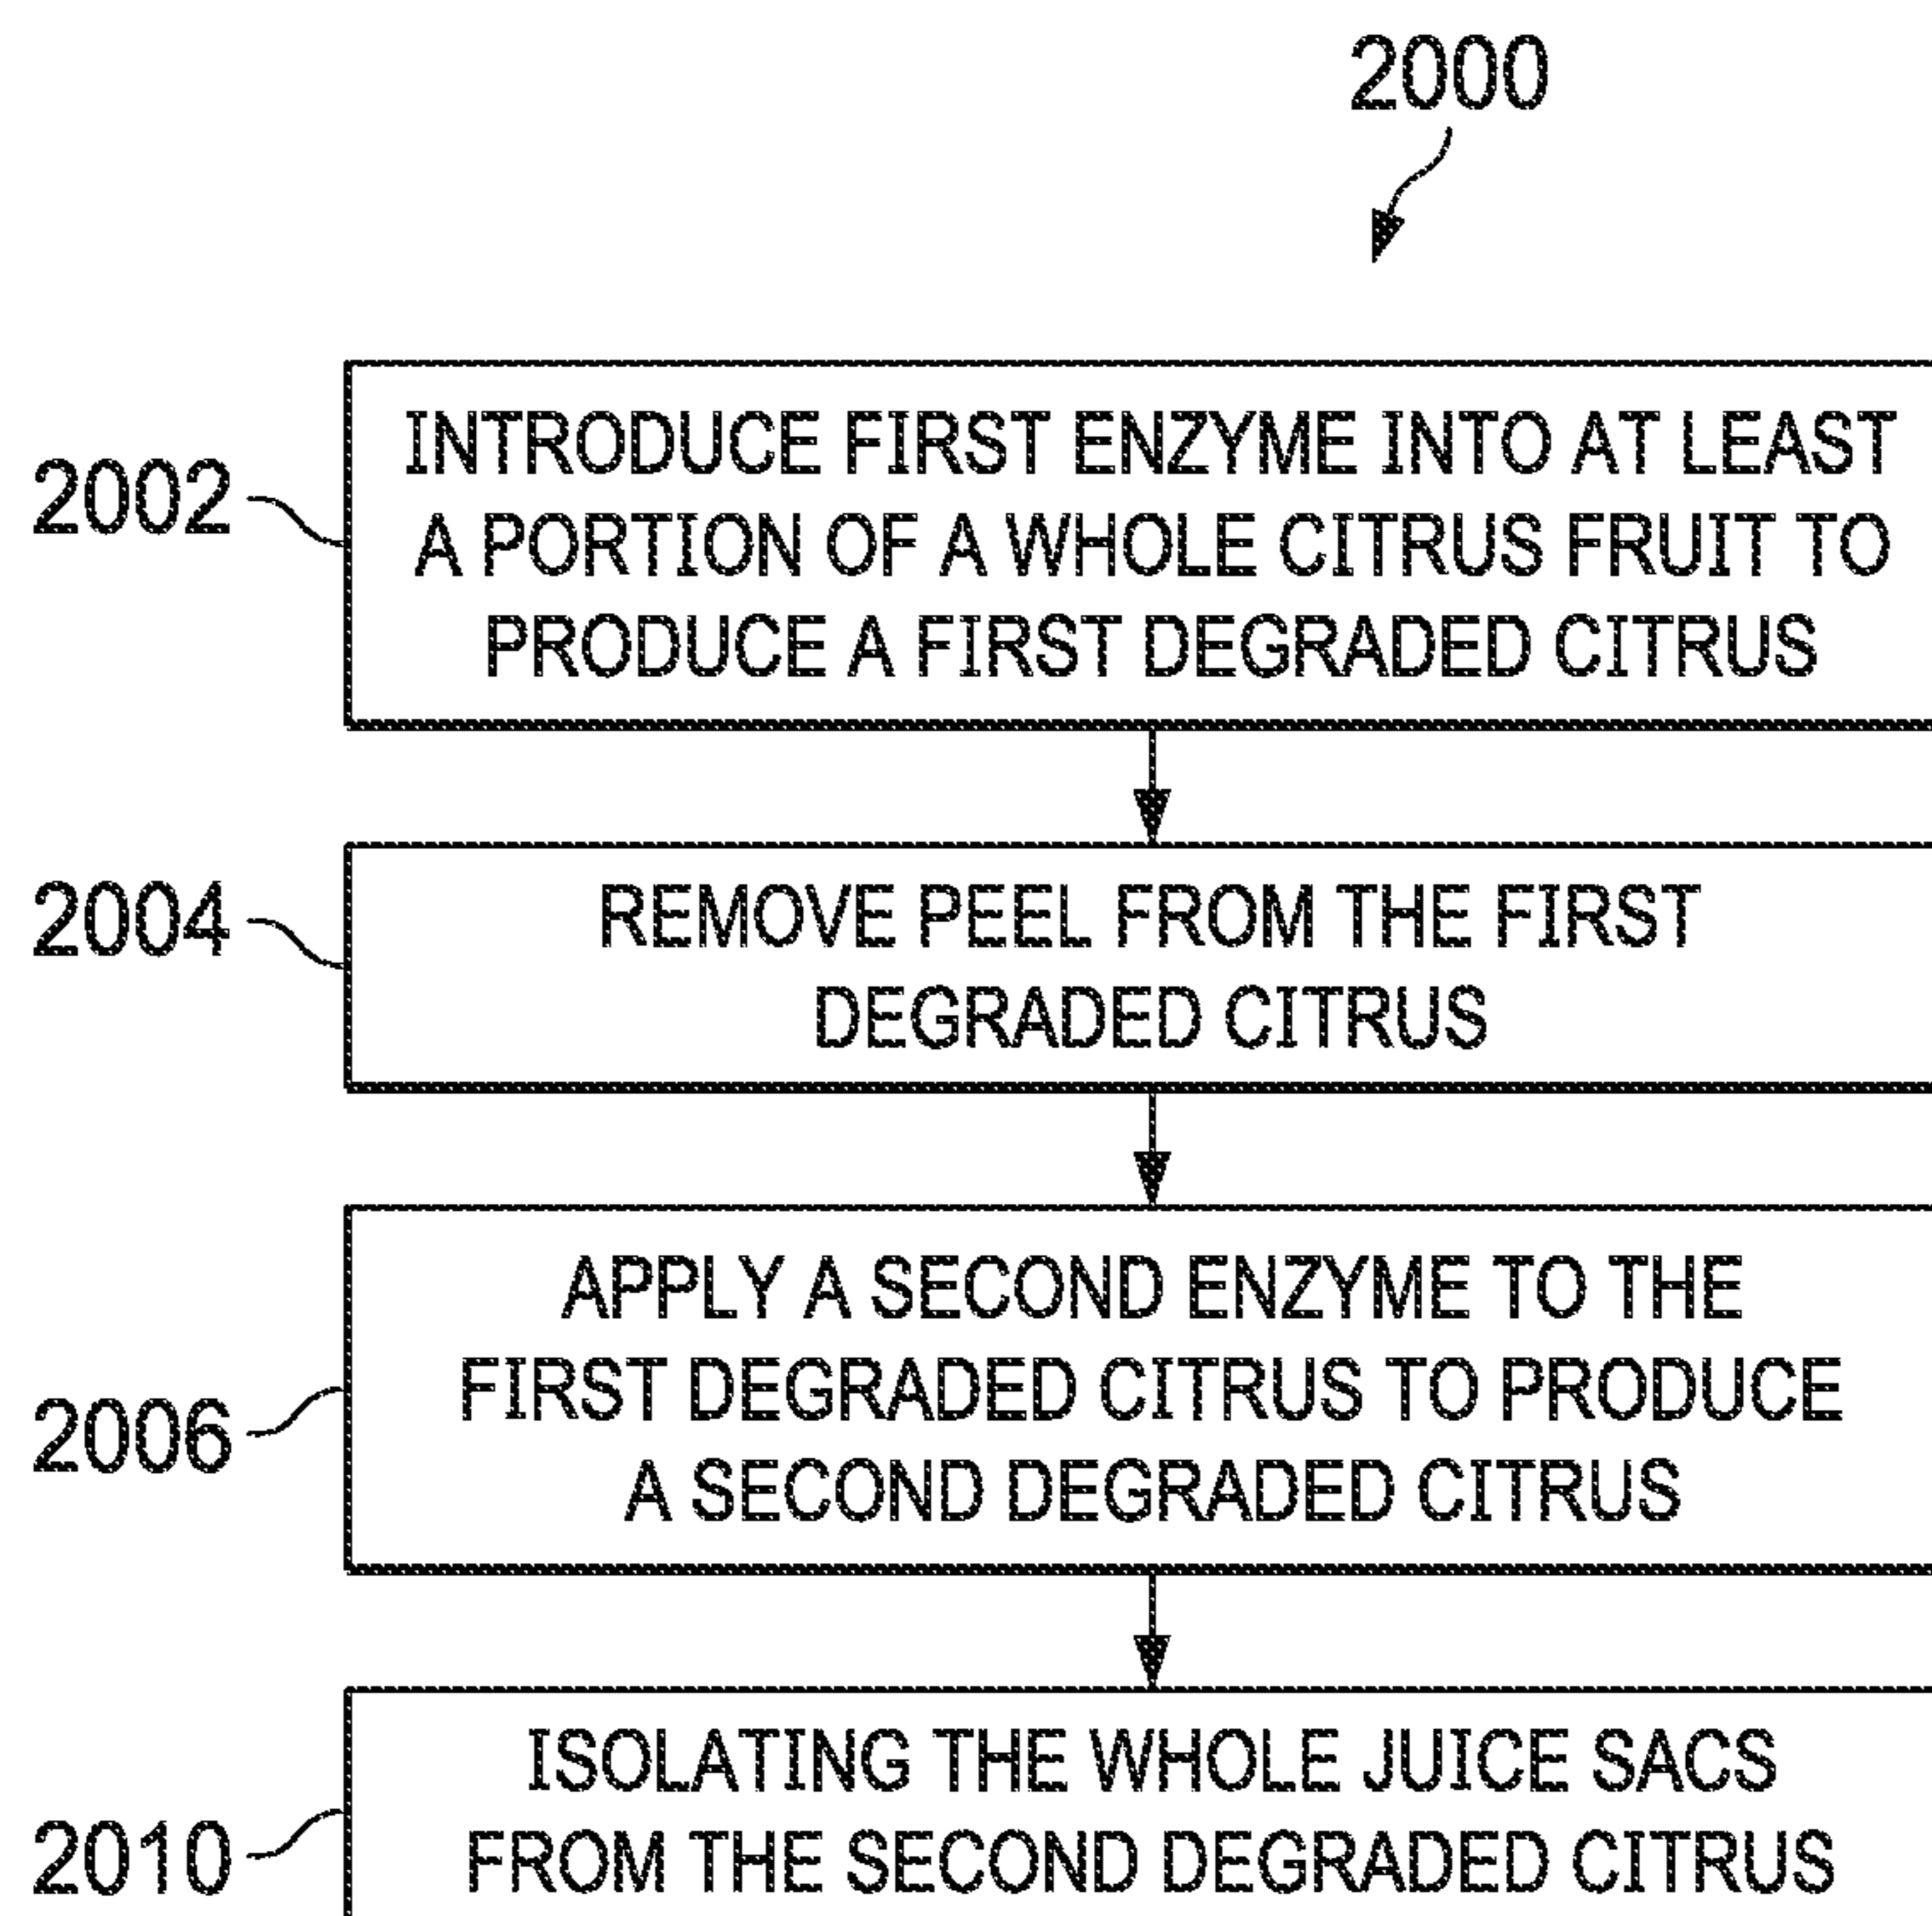 2000
2002
INTRODUCE FIRST ENZYME INTO AT LEAST
A PORTION OF A WHOLE CITRUS FRUIT TO
PRODUCE A FIRST DEGRADED CITRUS
2004
REMOVE PEEL FROM THE FIRST
DEGRADED CITRUS
2006
APPLY A SECOND ENZYME TO THE
FIRST DEGRADED CITRUS TO PRODUCE
A SECOND DEGRADED CITRUS
2010
ISOLATING THE WHOLE JUICE SACS
FROM THE SECOND DEGRADED CITRUS